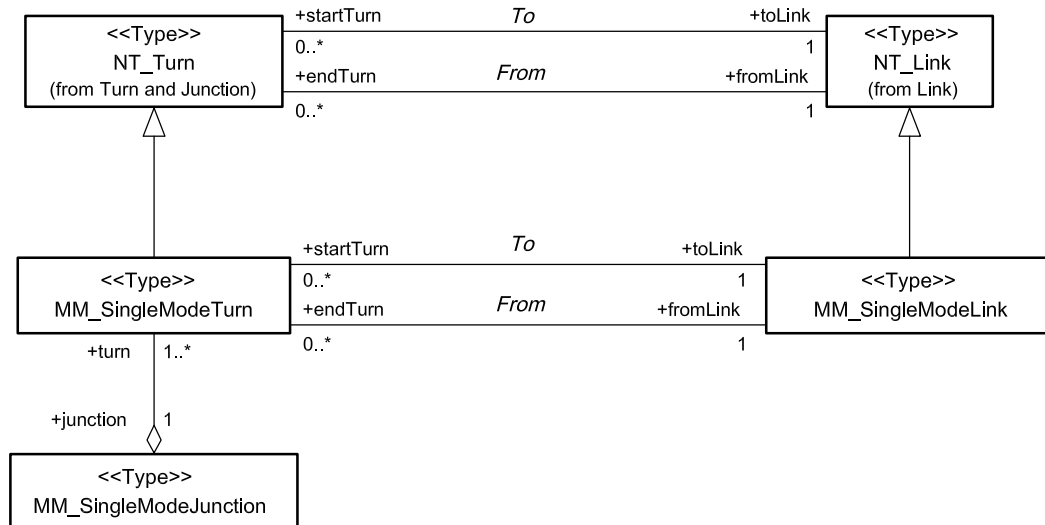 +startTurn
To
+toLink
0..*
1
<<Type>>
NT_Turn
(from Turn and Junction)
<<Type>>
NT_Link
(from Link)
+endTurn
From
+fromLink
0..*
1
+startTurn
To
+toLink
0..*
1
<<Type>>
MM_SingleModeTurn
<<Type>>
MM_SingleModeLink
+endTurn
From
+fromLink
0..*
1
+turn
1..*
+junction
1
<<Type>>
MM_SingleModeJunction